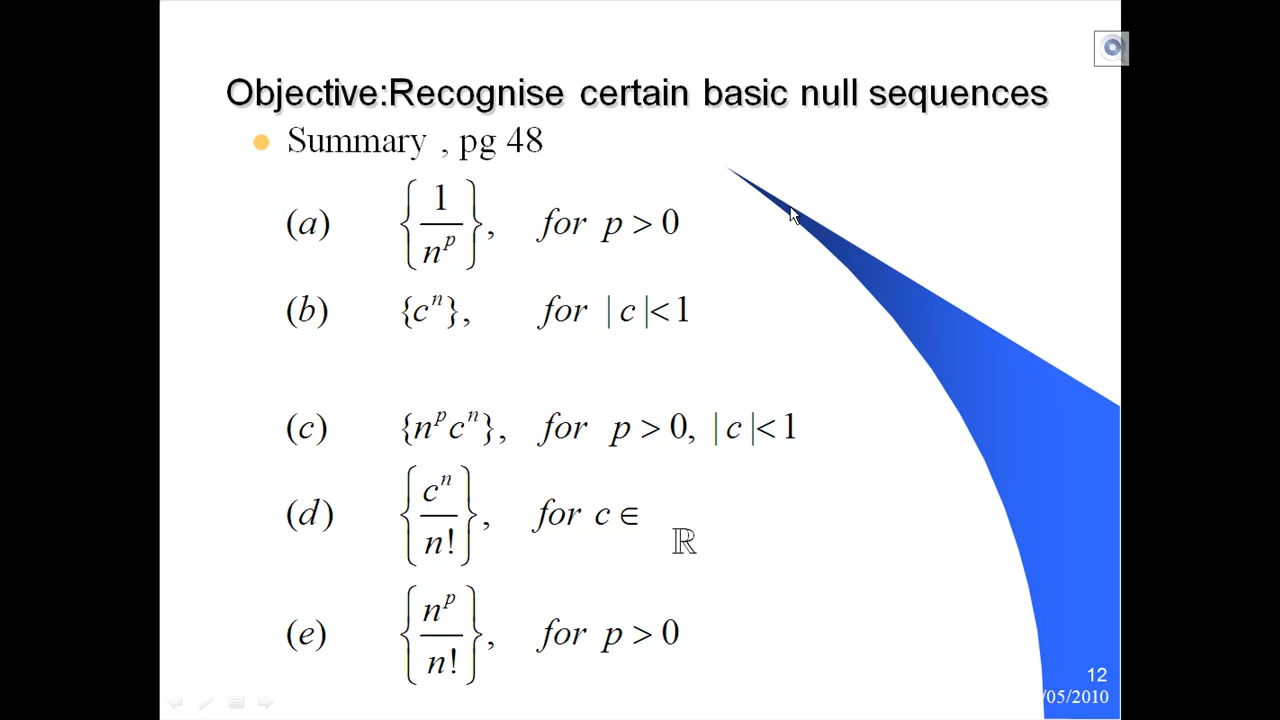 Objective:Recognise certain basic null sequences
Summary , pg 48
(a) {1/n^p}, for p > 0
(b) {c^n}, for |c|< 1
(c) {n^p c^n}, for p > 0, |c|< 1
(d) {c^n/n!}, for c ∈ ℝ
(e) {n^p/n!}, for p > 0
12
/05/2010